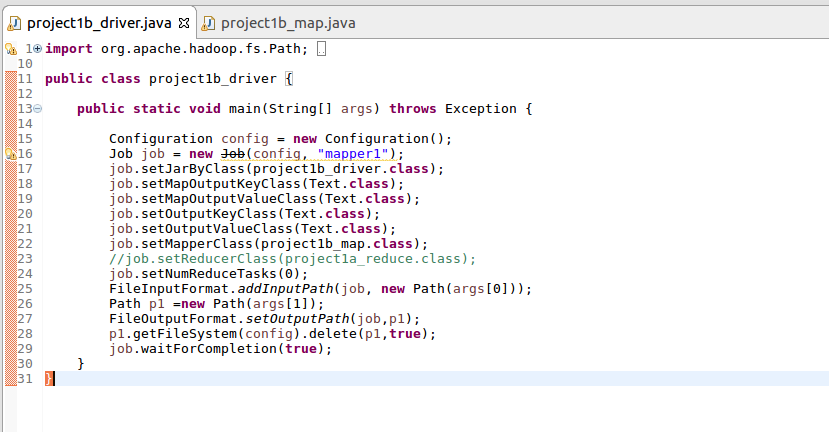 project1b_driver.java project1b_map.java
1 import org.apache.hadoop.fs.Path;
10
11 public class project1b_driver {
12
13 public static void main(String[] args) throws Exception {
14
15 Configuration config = new Configuration();
16 Job job = new Job(config, "mapper1");
17 job.setJarByClass(project1b_driver.class);
18 job.setMapOutputKeyClass(Text.class);
19 job.setMapOutputValueClass(Text.class);
20 job.setOutputKeyClass(Text.class);
21 job.setOutputValueClass(Text.class);
22 job.setMapperClass(project1b_map.class);
23 //job.setReducerClass(project1a_reduce.class);
24 job.setNumReduceTasks(0);
25 FileInputFormat.addInputPath(job, new Path(args[0]));
26 Path p1 =new Path(args[1]);
27 FileOutputFormat.setOutputPath(job,p1);
28 p1.getFileSystem(config).delete(p1,true);
29 job.waitForCompletion(true);
30 }
31 }